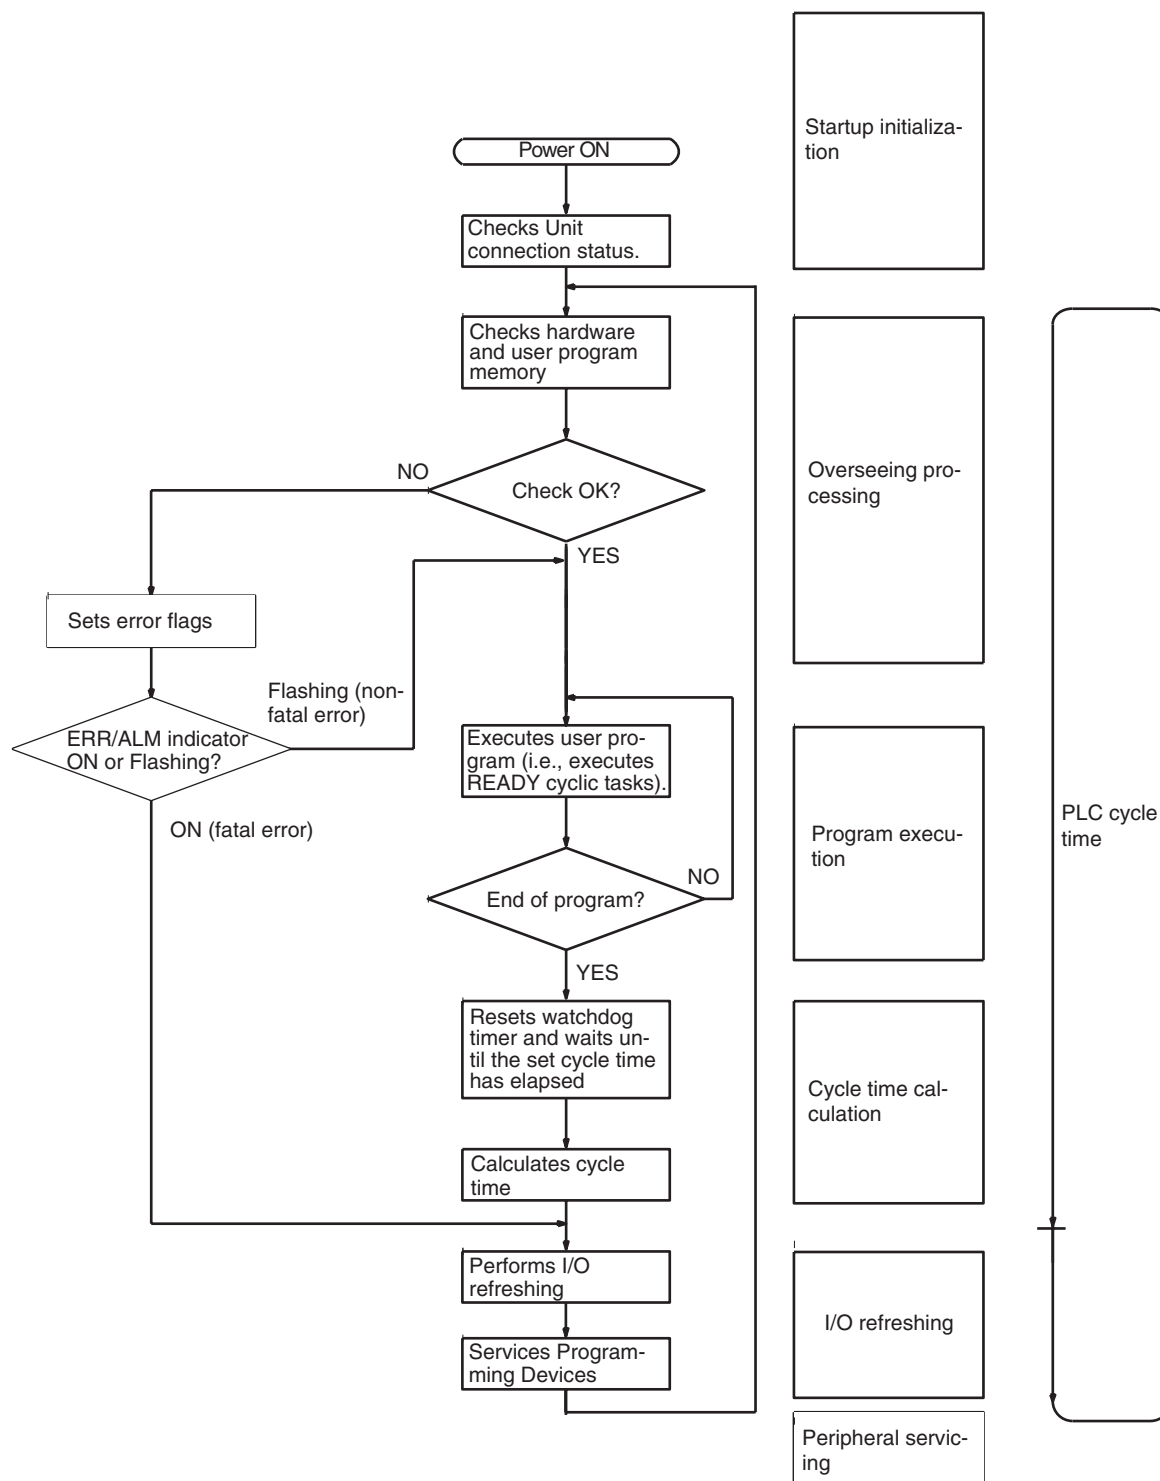 Startup initializa-
tion
Power ON
Checks Unit
connection status.
Checks hardware
and user program
memory
NO
Check OK?
Overseeing pro-
cessing
YES
Sets error flags
Flashing (non-
fatal error)
ERR/ALM indicator
ON or Flashing?
Executes user pro-
gram (i.e., executes
READY cyclic tasks).
ON (fatal error)
Program execu-
tion
PLC cycle
time
NO
End of program?
YES
Resets watchdog
timer and waits un-
til the set cycle time
has elapsed
Cycle time cal-
culation
Calculates cycle
time
Performs I/O
refreshing
I/O refreshing
Services Program-
ming Devices
Peripheral servic-
ing